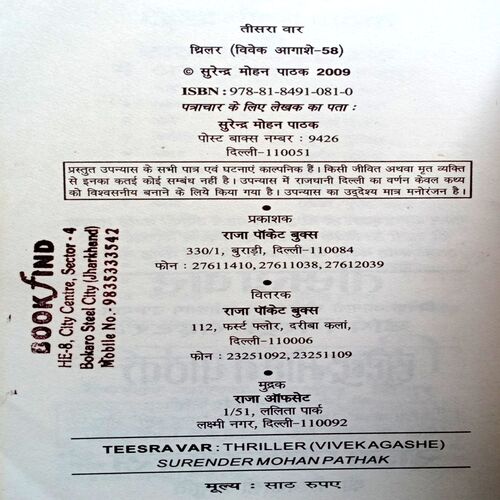 तीसरा वार
थ्रिलर (विवेक आगाशे-58)
© सुरेन्द्र मोहन पाठक 2009
ISBN: 978-81-8491-081-0
पत्राचार के लिए लेखक का पता :
सुरेन्द्र मोहन पाठक
पोस्ट बाक्स नम्बर : 9426
दिल्ली-110051
प्रस्तुत उपन्यास के सभी पात्र एवं घटनाएं काल्पनिक हैं। किसी जीवित अथवा मृत व्यक्ति
से इनका कतई कोई सम्बंध नहीं है। उपन्यास में राजधानी दिल्ली का वर्णन केवल कथ्य
को विश्वसनीय बनाने के लिये किया गया है। उपन्यास का उद्देश्य मात्र मनोरंजन है।
प्रकाशक
राजा पॉकेट बुक्स
330/1, बुराड़ी, दिल्ली-110084
फोन : 27611410, 27611038, 27612039
वितरक
राजा पॉकेट बुक्स
112, फर्स्ट फ्लोर, दरीबा कलां,
दिल्ली-110006
फोन : 23251092, 23251109
मुद्रक
राजा ऑफसेट
1/51, ललिता पार्क
लक्ष्मी नगर, दिल्ली-110092
TEESRA VAR : THRILLER (VIVEK AGASHE)
SURENDER MOHAN PATHAK
मूल्य : साठ रुपए
BOOKFIND
HE-8, City Centre, Sector - 4
Bokaro Steel City (Jharkhand)
Mobile No.- 9835333542